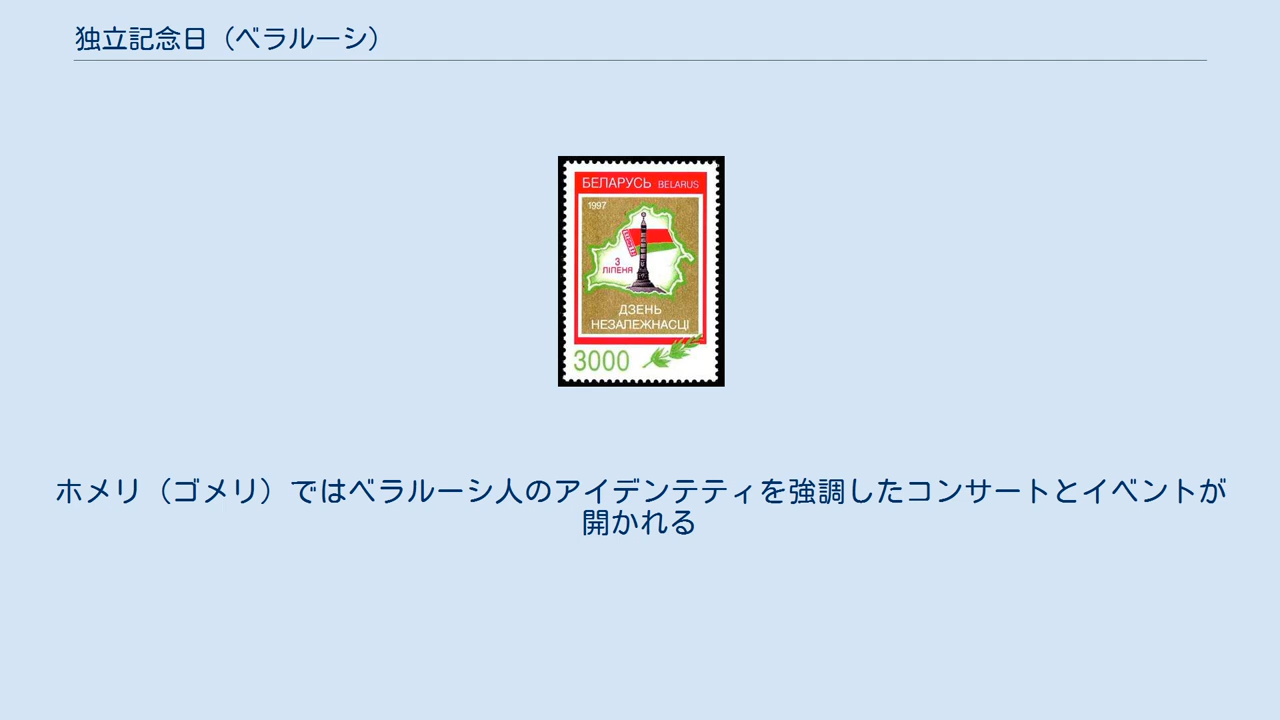 独立記念日（ベラルーシ）
БЕЛАРУСЬ BELARUS
1997
3
ЛІПЕНЯ
ДЗЕНЬ
НЕЗАЛЕЖНАСЦІ
3000
ホメリ（ゴメリ）ではベラルーシ人のアイデンテティを強調したコンサートとイベントが
開かれる